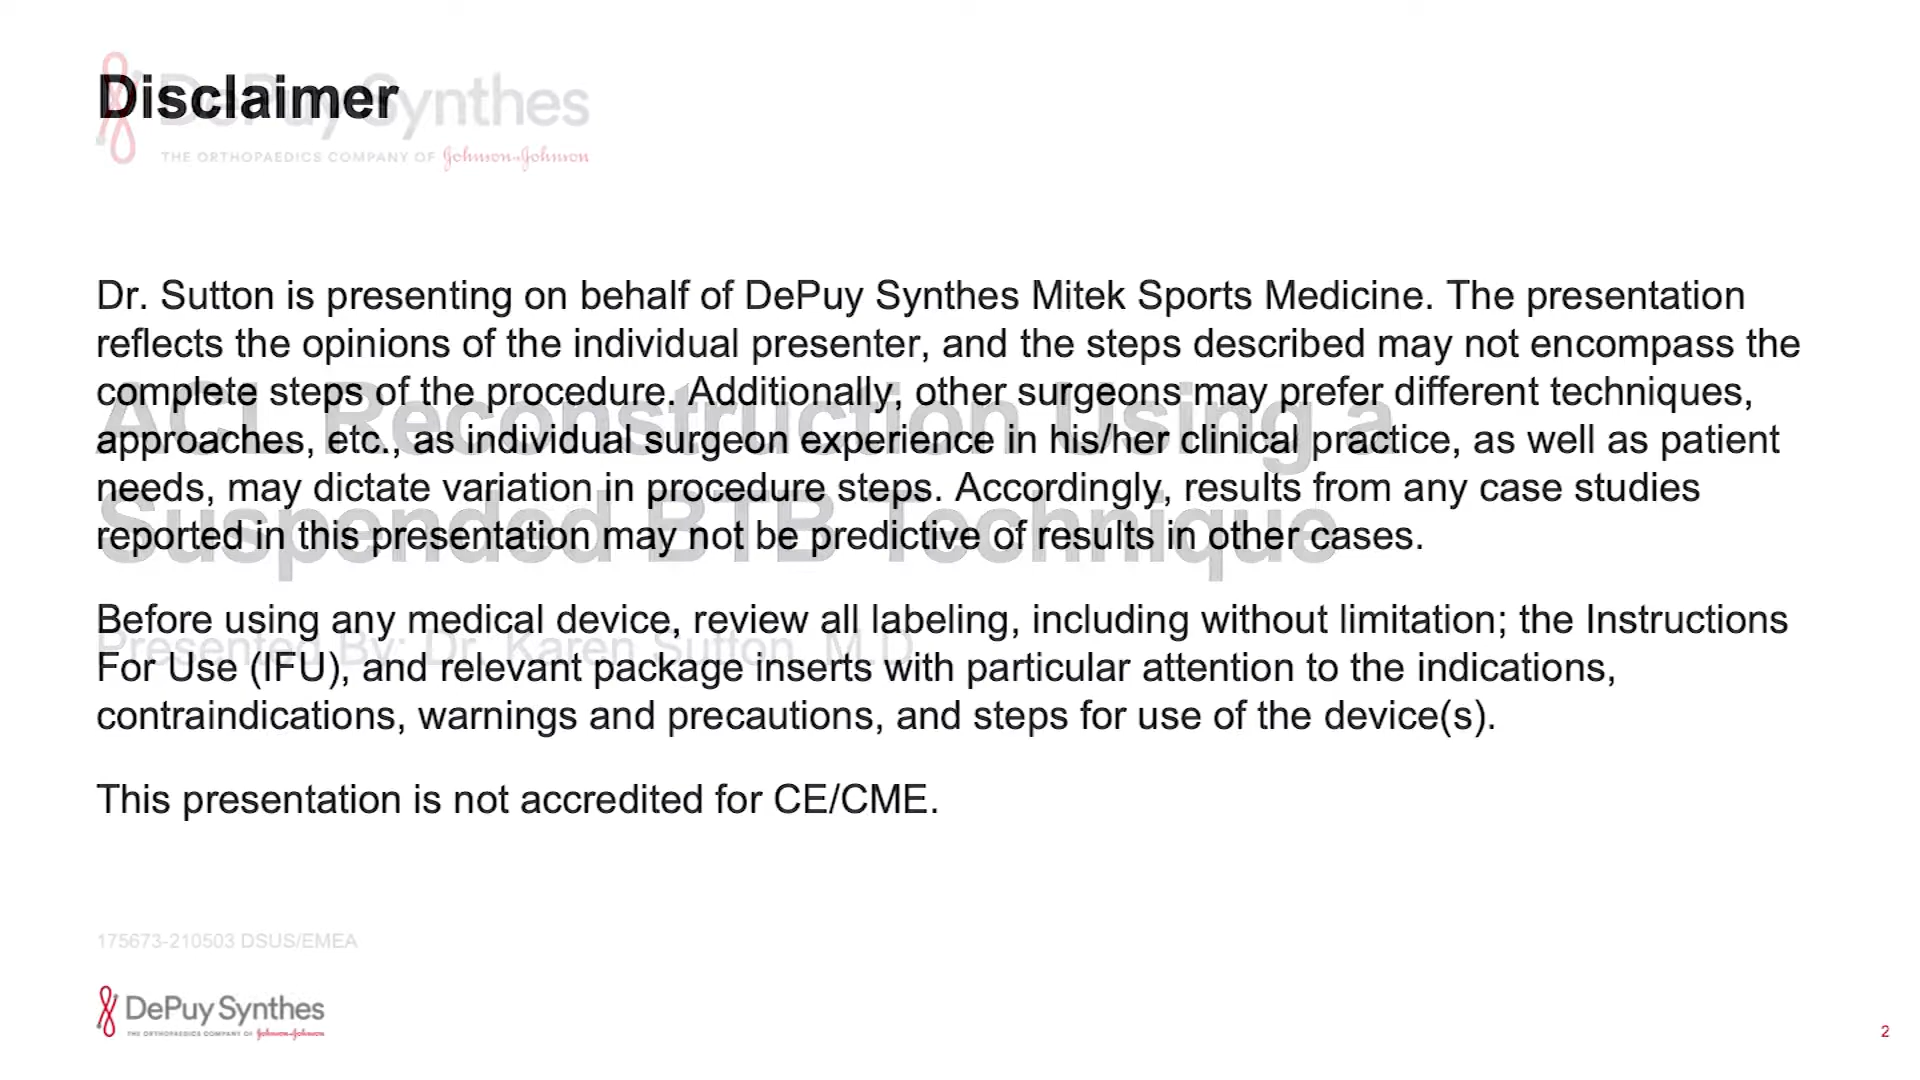 Disclaimer
DePuy Synthes
THE ORTHOPAEDICS COMPANY OF Johnson&Johnson
Dr. Sutton is presenting on behalf of DePuy Synthes Mitek Sports Medicine. The presentation
reflects the opinions of the individual presenter, and the steps described may not encompass the
complete steps of the procedure. Additionally, other surgeons may prefer different techniques,
approaches, etc., as individual surgeon experience in his/her clinical practice, as well as patient
needs, may dictate variation in procedure steps. Accordingly, results from any case studies
reported in this presentation may not be predictive of results in other cases.
ACL Reconstruction Using a
Suspended BTB Technique
Before using any medical device, review all labeling, including without limitation; the Instructions
For Use (IFU), and relevant package inserts with particular attention to the indications,
contraindications, warnings and precautions, and steps for use of the device(s).
Presented By: Dr. Karen Sutton, M.D
This presentation is not accredited for CE/CME.
175673-210503 DSUS/EMEA
DePuy Synthes
THE ORTHOPAEDICS COMPANY OF Johnson&Johnson
2